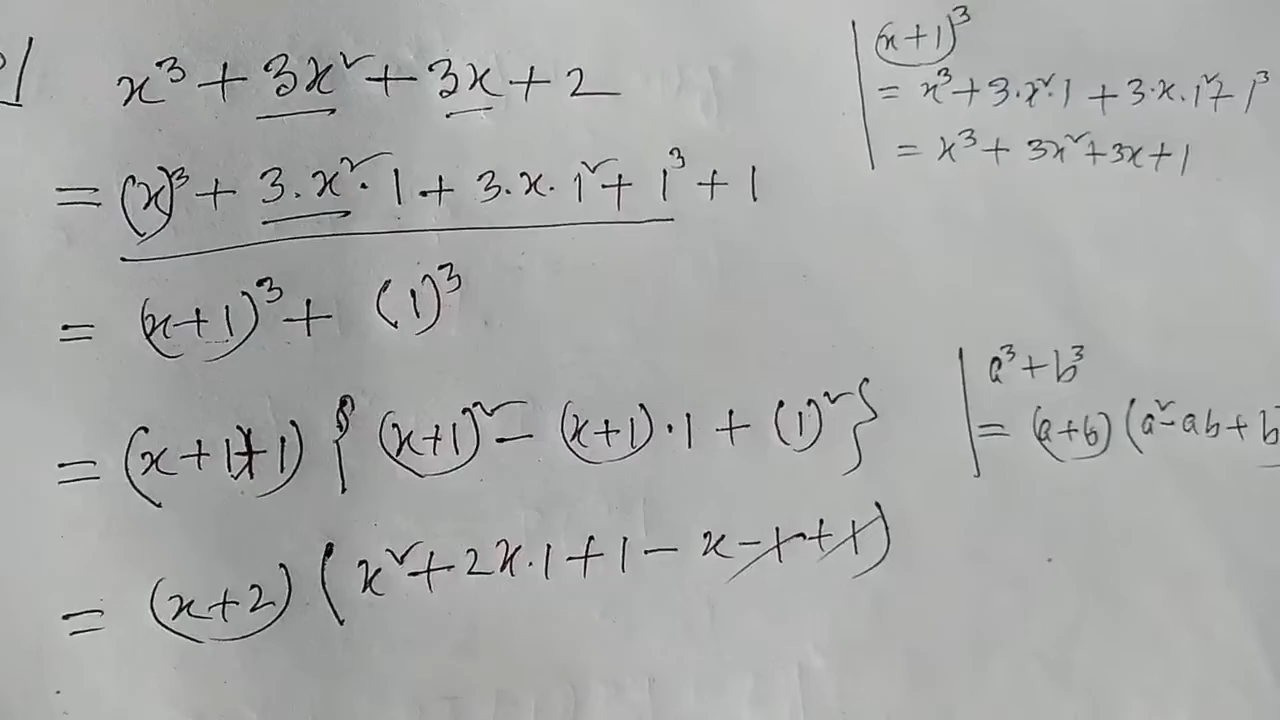 x³ + 3x² + 3x + 2
= (x)³ + 3.x².1 + 3.x.1² + 1³ + 1
= (x+1)³ + (1)³
= (x+1+1) { (x+1)² - (x+1).1 + (1)² }
= (x+2) (x² + 2x.1 + 1 - x - 1 + 1)
(x+1)³
= x³ + 3.x².1 + 3.x.1² + 1³
= x³ + 3x² + 3x + 1
a³ + b³
= (a+b) (a² - ab + b